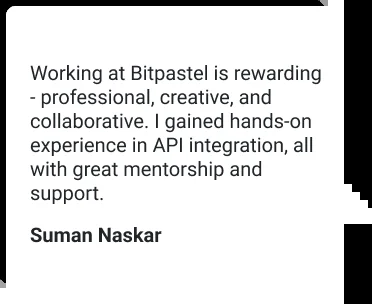 Working at Bitpastel is rewarding
- professional, creative, and
collaborative. I gained hands-on
experience in API integration, all
with great mentorship and
support.
Suman Naskar